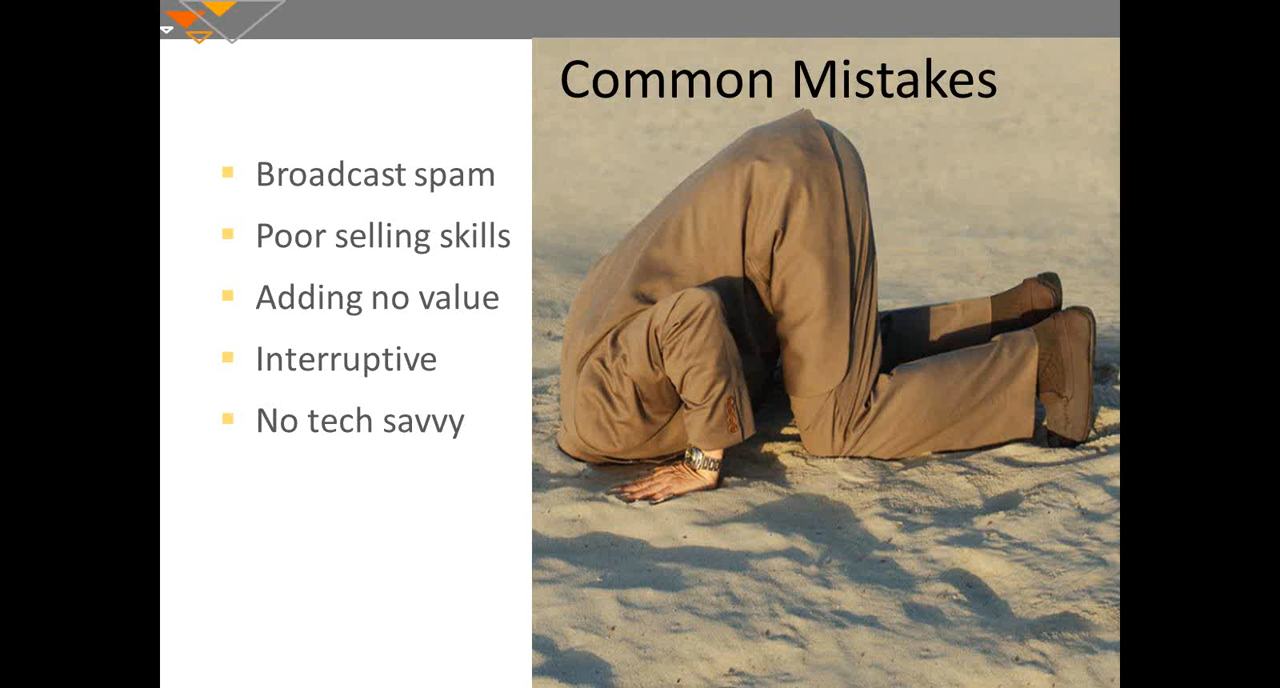 Common Mistakes
Broadcast spam
Poor selling skills
Adding no value
Interruptive
No tech savvy